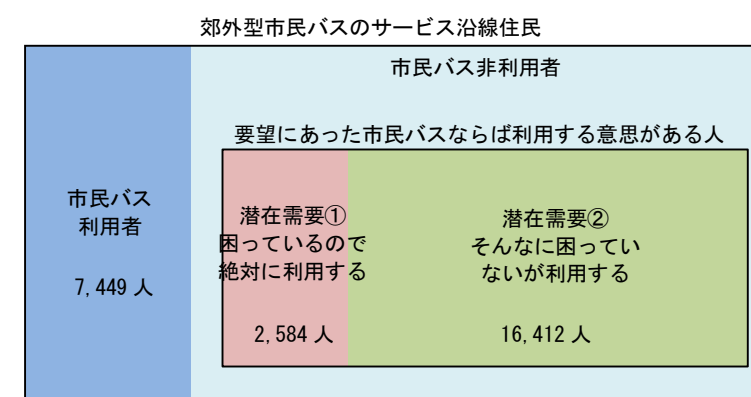 郊外型市民バスのサービス沿線住民
市民バス非利用者
要望にあった市民バスならば利用する意思がある人
市民バス
利用者
7,449 人
潜在需要①
困っているので
絶対に利用する
2,584 人
潜在需要②
そんなに困ってい
ないが利用する
16,412 人